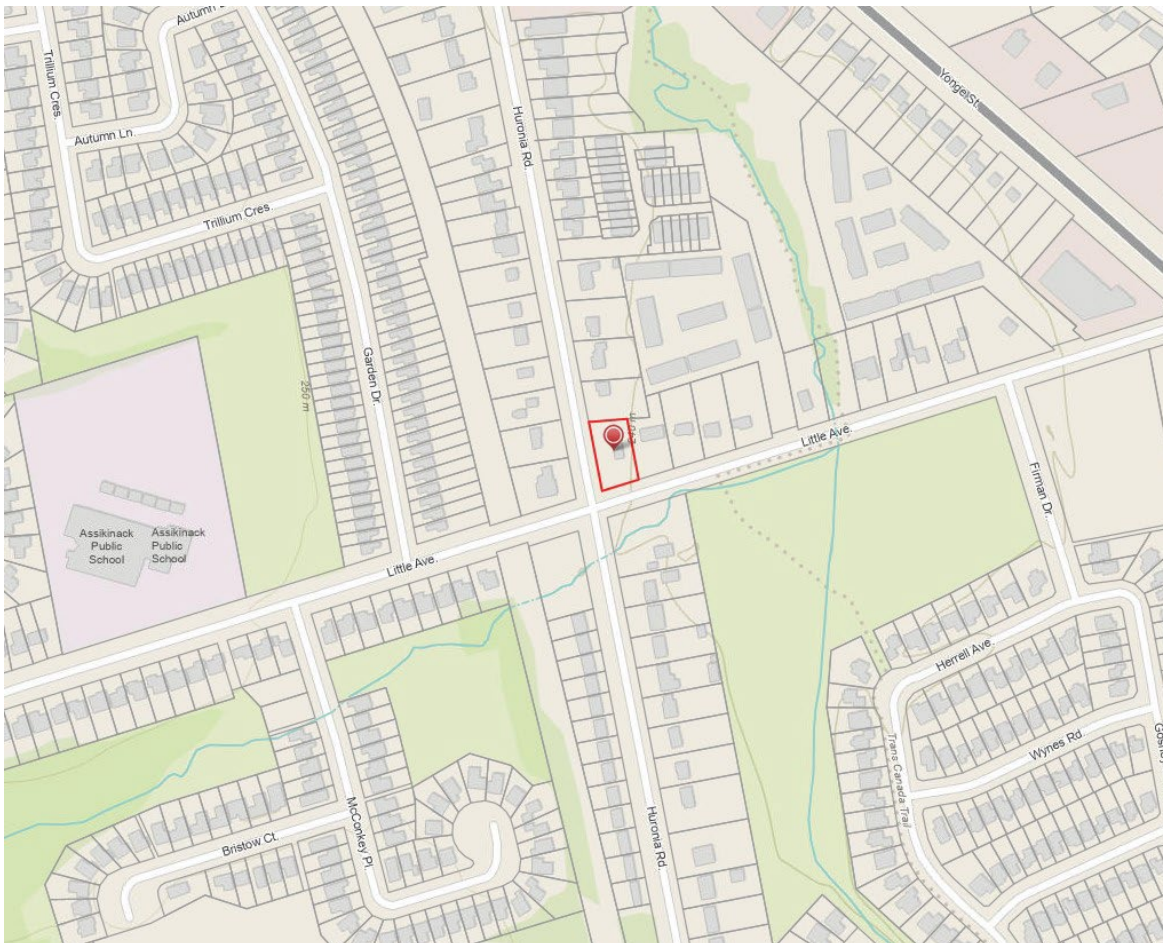 Autumn
Trillium Cres.
Autumn Ln.
Trillium Cres.
Huronia Rd.
Yonge St.
Garden Dr.
250 m
Little Ave.
Firman Dr.
Assikinack
Public
School
Assikinack
Public
School
Little Ave.
Herrell Ave.
Wynes Rd
Trans Canada Trail
McConkey Pl.
Bristow Ct.
Huronia Rd.